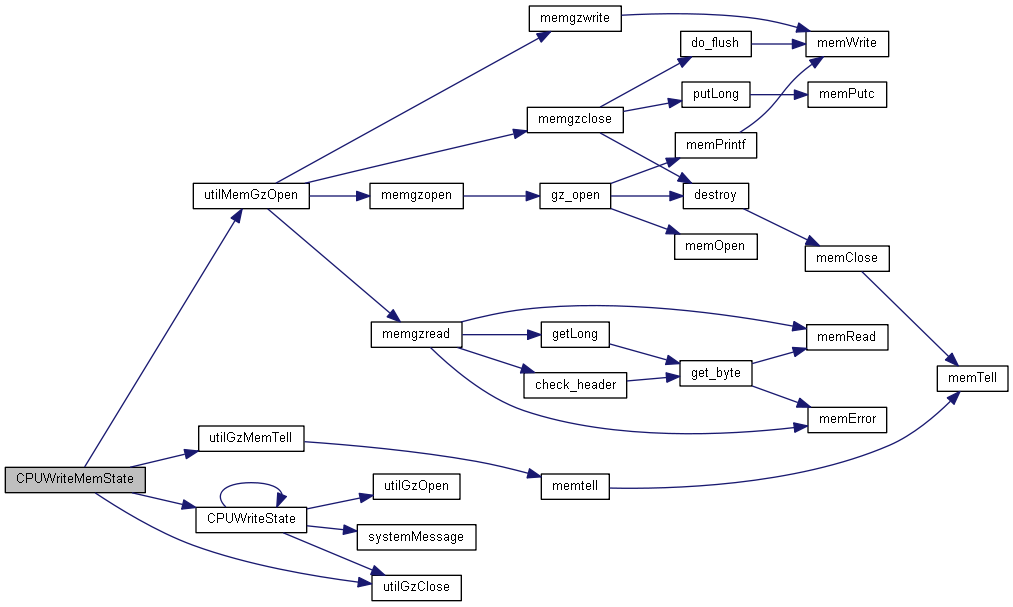 memgzwrite
do_flush
memWrite
putLong
memPutc
memgzclose
memPrintf
utilMemGzOpen
memgzopen
gz_open
destroy
memOpen
memClose
memgzread
getLong
memRead
get_byte
check_header
memTell
memError
utilGzMemTell
CPUWriteMemState
utilGzOpen
memtell
CPUWriteState
systemMessage
utilGzClose